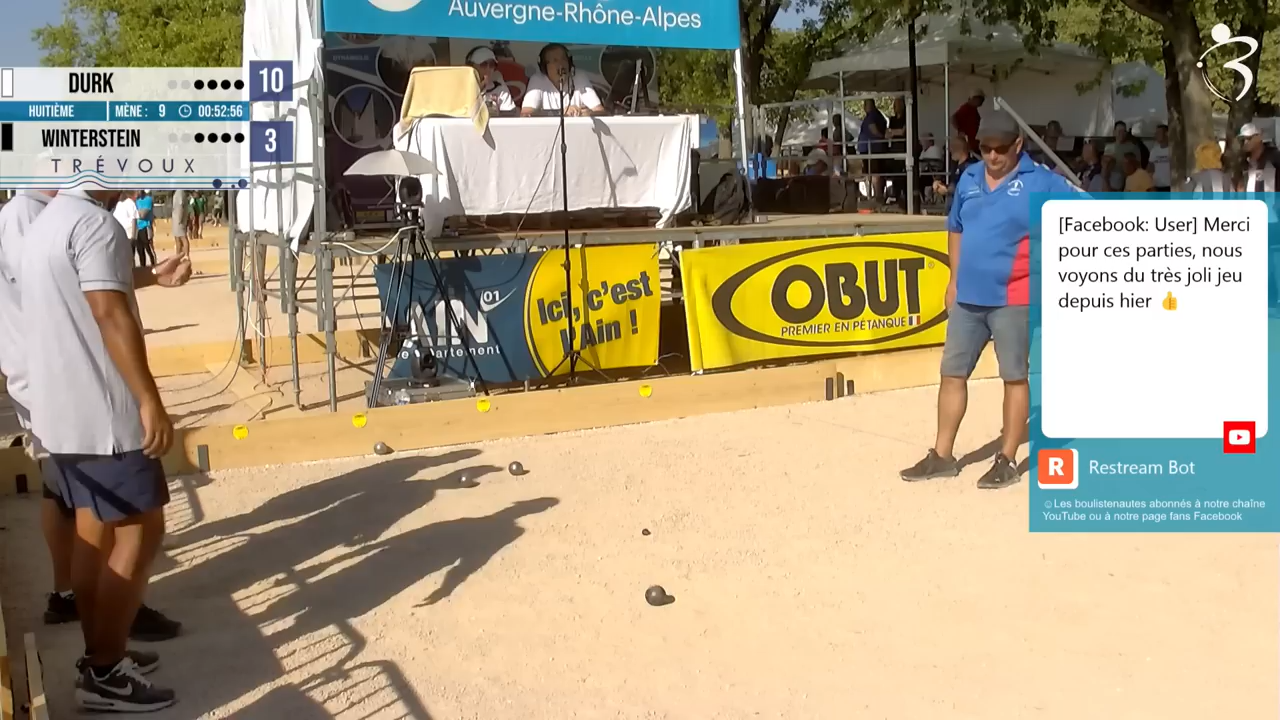 Auvergne-Rhône-Alpes
DURK 10
HUITIÈME MÈNE : 9 00:52:56
WINTERSTEIN 3
TRÉVOUX
[Facebook: User] Merci
pour ces parties, nous
voyons du très joli jeu
depuis hier 👍
R Restream Bot
☺Les boulistenautes abonnés à notre chaîne
YouTube ou à notre page fans Facebook
AIN 01
Ici, c'est
l'Ain !
OBUT
PREMIER EN PÉTANQUE